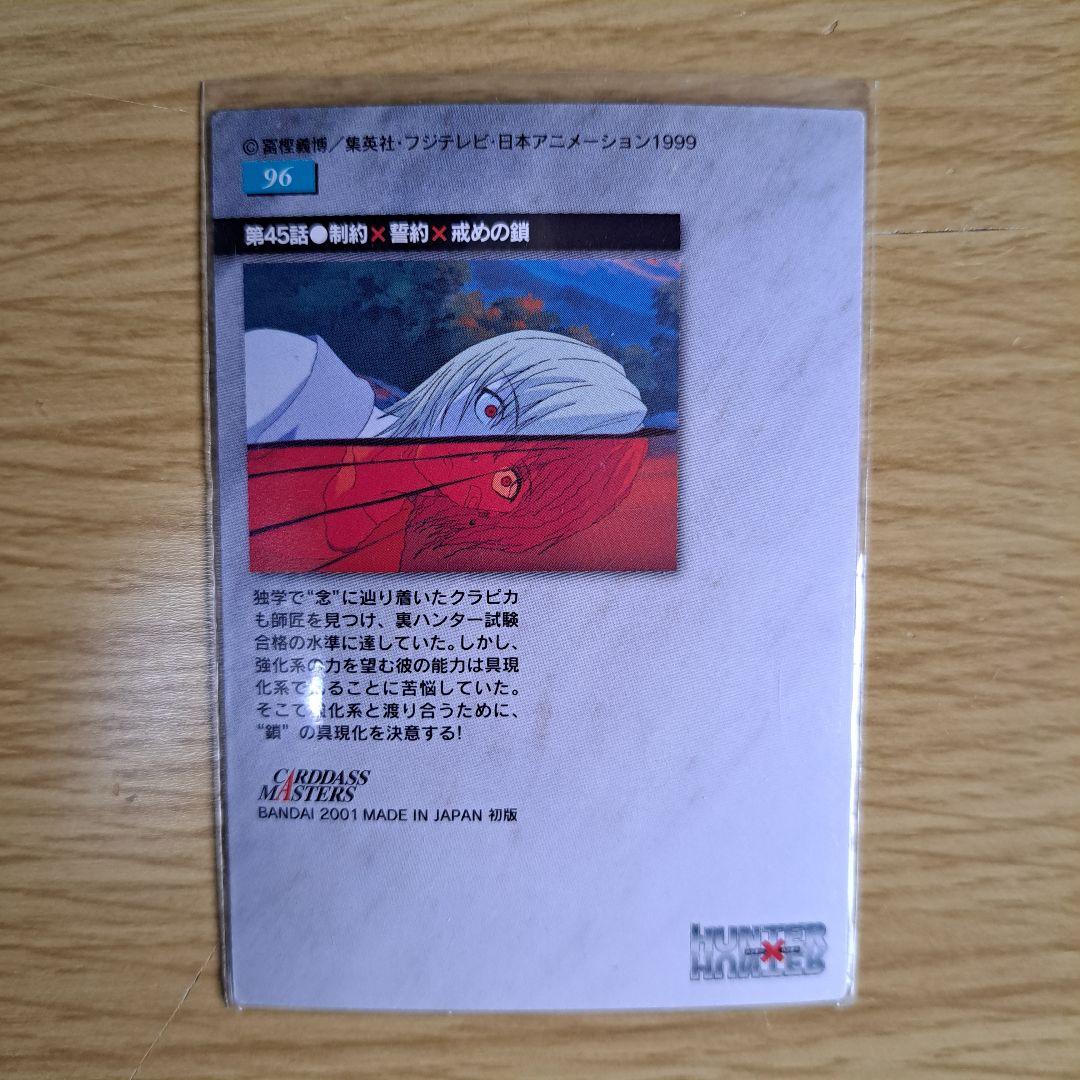 ©冨樫義博/集英社・フジテレビ・日本アニメーション1999
96
第45話●制約×誓約×戒めの鎖
独学で“念”に辿り着いたクラピカ
も師匠を見つけ、裏ハンター試験
合格の水準に達していた。しかし、
強化系の力を望む彼の能力は具現
化系であることに苦悩していた。
そこで強化系と渡り合うために、
“鎖”の具現化を決意する!
CARDDASS
MASTERS
BANDAI 2001 MADE IN JAPAN 初版
HUNTER
×
HUNTER